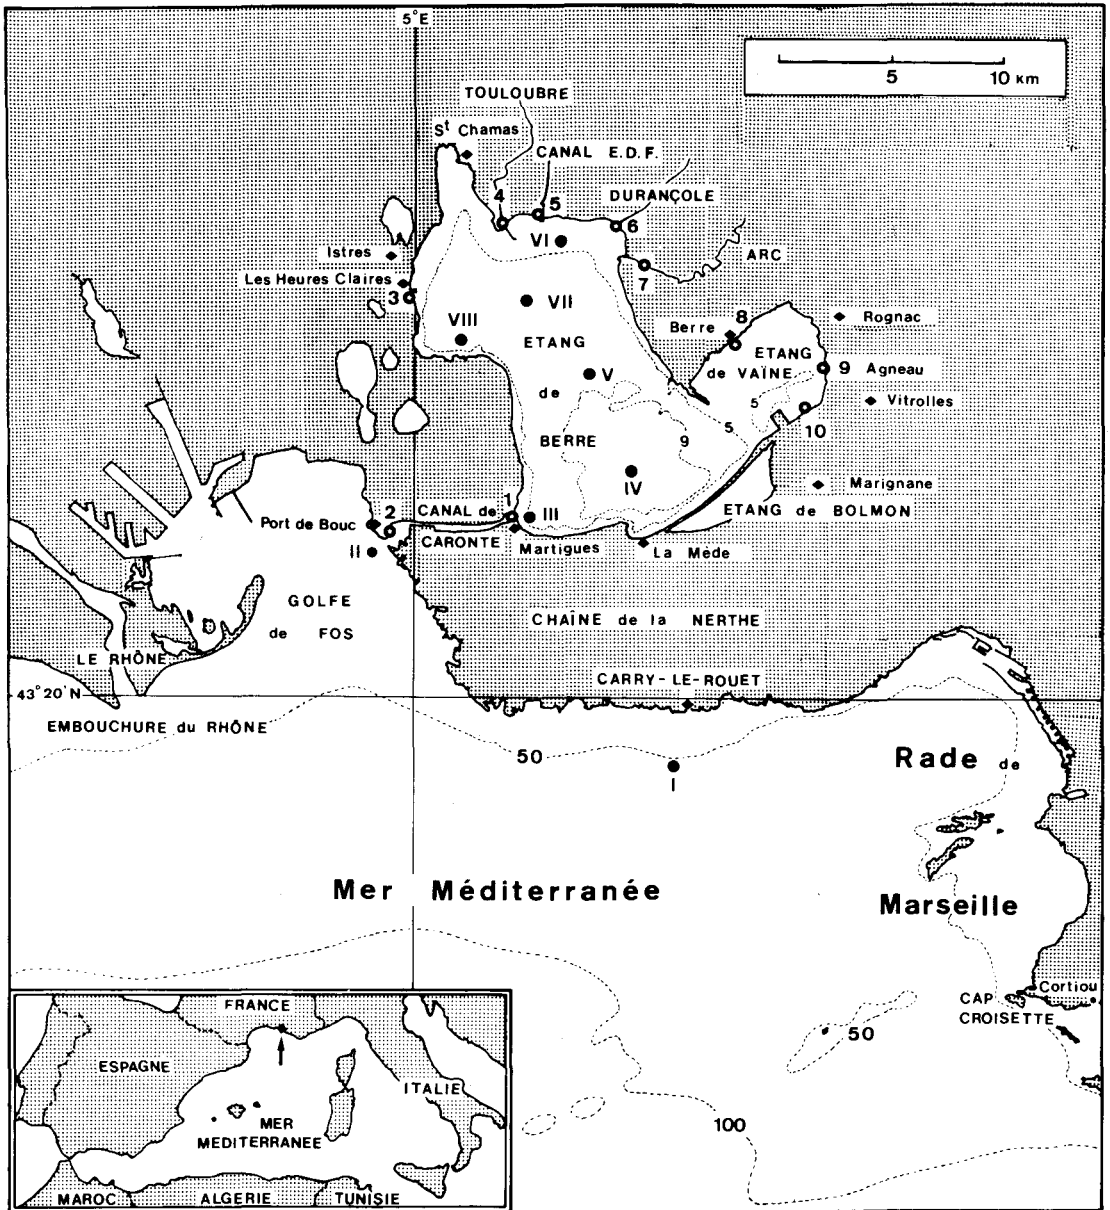 5°E
5 10 KM
TOULOUBRE
St Chamas
CANAL E.D.F.
4 5
DURANÇOLE
6
VI
ARC
Istres
7
Les Heures Claires
3
VII
8
Rognac
VIII
Berre
ETANG
ETANG
de VAÏNE
9 Agneau
V
de
5
Vitrolles
BERRE
9
5
10
IV
Marignane
1
CANAL de
III
ETANG de BOLMON
Port de Bouc
2
CARONTE
Martigues
La Mède
II
GOLFE
de FOS
CHAÎNE de la NERTHE
LE RHÔNE
43°20'N
CARRY-LE-ROUET
EMBOUCHURE du RHÔNE
50
Rade de
I
Mer Méditerranée
Marseille
Cortiou
CAP
CROISETTE
50
100
FRANCE
ESPAGNE
ITALIE
MER
MEDITERRANEE
MAROC
ALGERIE
TUNISIE